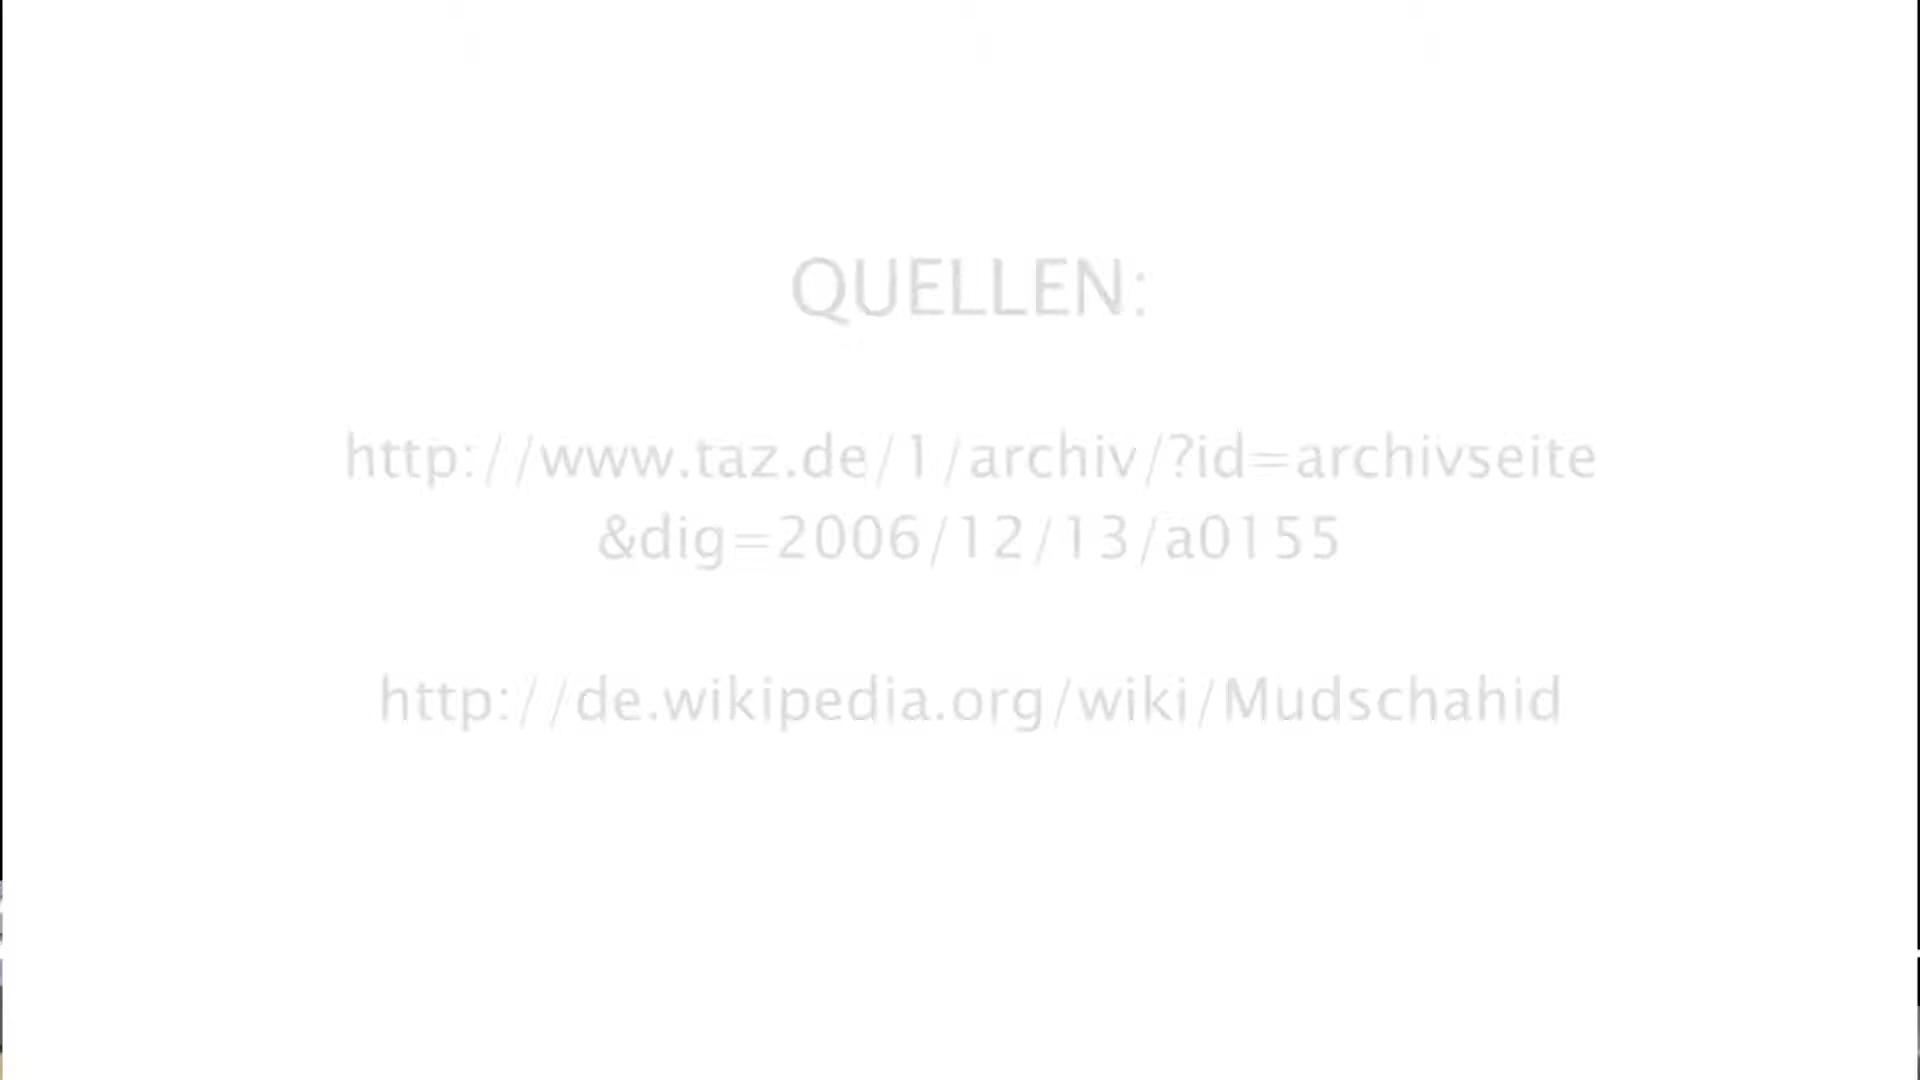 QUELLEN:
http://www.taz.de/1/archiv/?id=archivseite
&dig=2006/12/13/a0155
http://de.wikipedia.org/wiki/Mudschahid